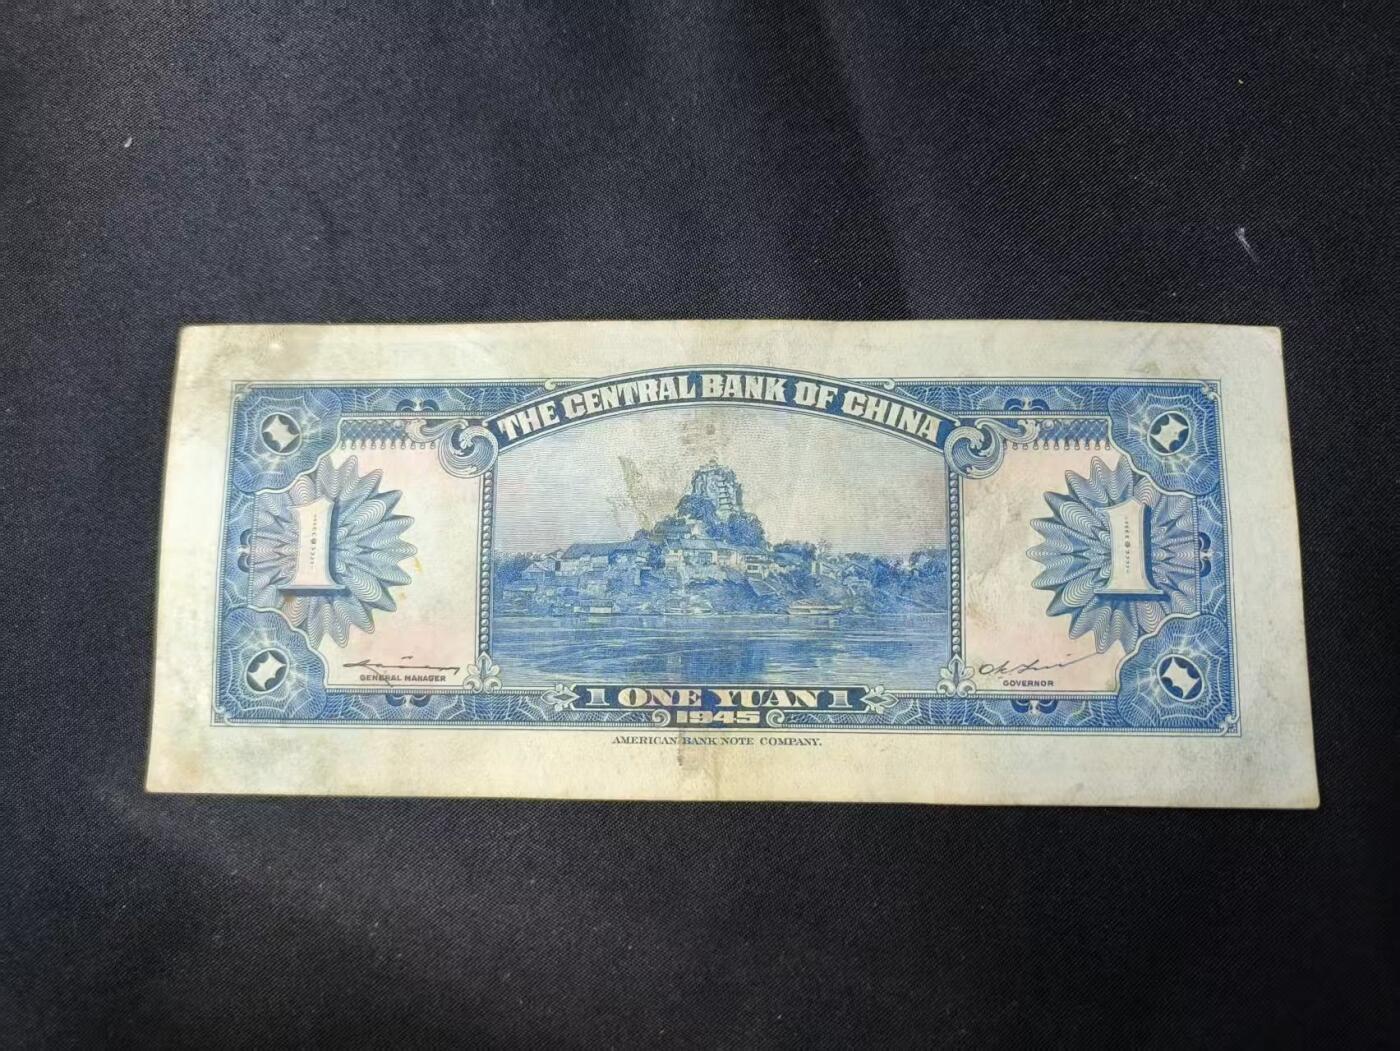 THE CENTRAL BANK OF CHINA
1 1
GENERAL MANAGER
GOVERNOR
1 ONE YUAN 1
1945
AMERICAN BANK NOTE COMPANY.